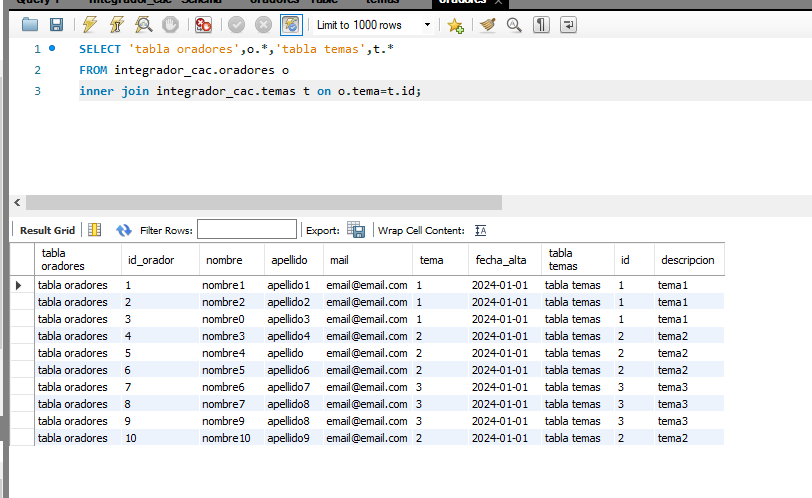 Limit to 1000 rows
1 SELECT 'tabla oradores',o.*,'tabla temas',t.*
2 FROM integrador_cac.oradores o
3 inner join integrador_cac.temas t on o.tema=t.id;
Result Grid Filter Rows: Export: Wrap Cell Content:
tabla oradores id_orador nombre apellido mail tema fecha_alta tabla temas id descripcion
tabla oradores 1 nombre1 apellido1 email@email.com 1 2024-01-01 tabla temas 1 tema1
tabla oradores 2 nombre2 apellido2 email@email.com 1 2024-01-01 tabla temas 1 tema1
tabla oradores 3 nombre0 apellido3 email@email.com 1 2024-01-01 tabla temas 1 tema1
tabla oradores 4 nombre3 apellido4 email@email.com 2 2024-01-01 tabla temas 2 tema2
tabla oradores 5 nombre4 apellido email@email.com 2 2024-01-01 tabla temas 2 tema2
tabla oradores 6 nombre5 apellido6 email@email.com 2 2024-01-01 tabla temas 2 tema2
tabla oradores 7 nombre6 apellido7 email@email.com 3 2024-01-01 tabla temas 3 tema3
tabla oradores 8 nombre7 apellido8 email@email.com 3 2024-01-01 tabla temas 3 tema3
tabla oradores 9 nombre9 apellido8 email@email.com 3 2024-01-01 tabla temas 3 tema3
tabla oradores 10 nombre10 apellido9 email@email.com 2 2024-01-01 tabla temas 2 tema2